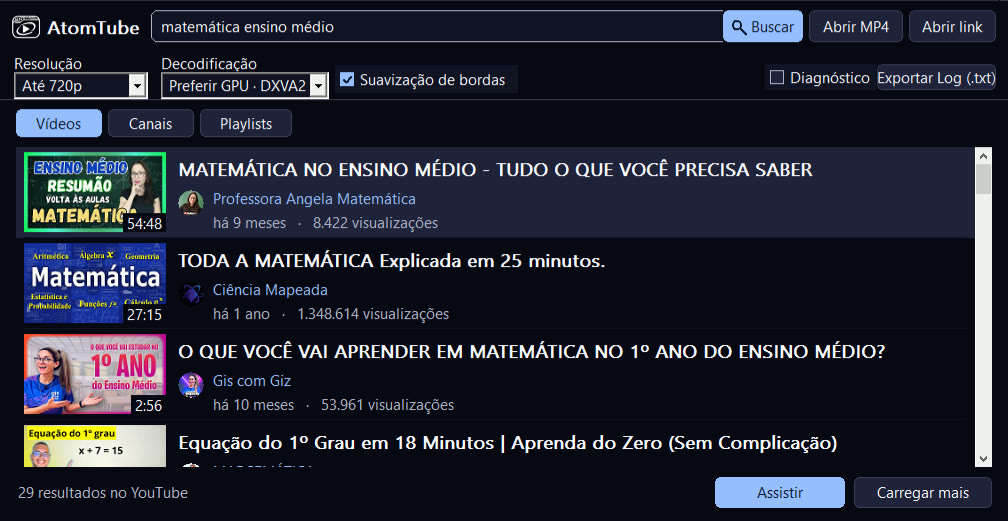 AtomTube
matemática ensino médio
Buscar
Abrir MP4
Abrir link
Resolução
Até 720p
Decodificação
Preferir GPU · DXVA2
Suavização de bordas
Diagnóstico
Exportar Log (.txt)
Vídeos
Canais
Playlists
ENSINO MÉDIO
RESUMÃO
VOLTA ÀS AULAS
MATEMÁTICA
54:48
MATEMÁTICA NO ENSINO MÉDIO - TUDO O QUE VOCÊ PRECISA SABER
Professora Angela Matemática
há 9 meses · 8.422 visualizações
Aritmética Álgebra X Geometria
Matemática
Estatística e
Probabilidade
Funções
27:15
TODA A MATEMÁTICA Explicada em 25 minutos.
Ciência Mapeada
há 1 ano · 1.348.614 visualizações
O QUE VOCÊ VAI ESTUDAR NO
1º ANO
do Ensino Médio
2:56
O QUE VOCÊ VAI APRENDER EM MATEMÁTICA NO 1º ANO DO ENSINO MÉDIO?
Gis com Giz
há 10 meses · 53.961 visualizações
Equação do 1º grau
x + 7 = 15
Equação do 1º Grau em 18 Minutos | Aprenda do Zero (Sem Complicação)
29 resultados no YouTube
Assistir
Carregar mais